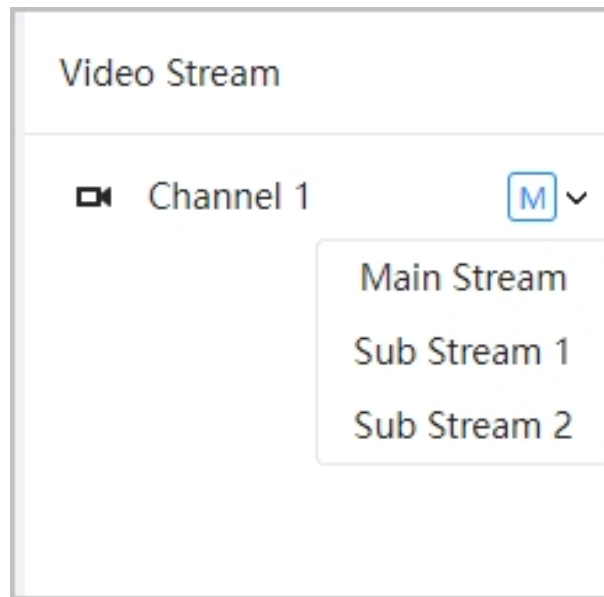 Video Stream
Channel 1 M
Main Stream
Sub Stream 1
Sub Stream 2